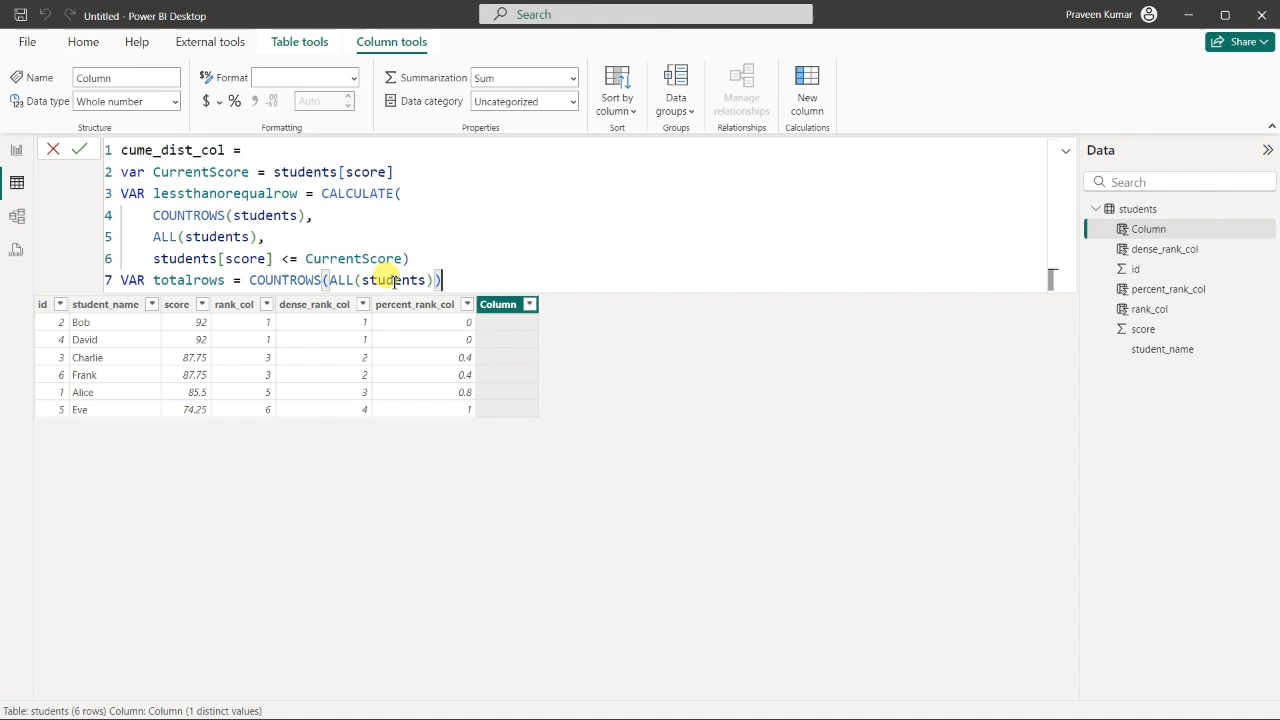 Untitled - Power BI Desktop
Search
Praveen Kumar
File Home Help External tools Table tools Column tools
Share
Name Column
Data type Whole number
Structure
Format
$ % Auto
Formatting
Summarization Sum
Data category Uncategorized
Properties
Sort by column
Sort
Data groups
Groups
Manage relationships
Relationships
New column
Calculations
1 cume_dist_col =
2 var CurrentScore = students[score]
3 VAR lessthanorequalrow = CALCULATE(
4 COUNTROWS(students),
5 ALL(students),
6 students[score] <= CurrentScore)
7 VAR totalrows = COUNTROWS(ALL(students))
id student_name score rank_col dense_rank_col percent_rank_col Column
2 Bob 92 1 1 0
4 David 92 1 1 0
3 Charlie 87.75 3 2 0.4
6 Frank 87.75 3 2 0.4
1 Alice 85.5 5 3 0.8
5 Eve 74.25 6 4 1
Data
Search
students
Column
dense_rank_col
id
percent_rank_col
rank_col
score
student_name
Table: students (6 rows) Column: Column (1 distinct values)